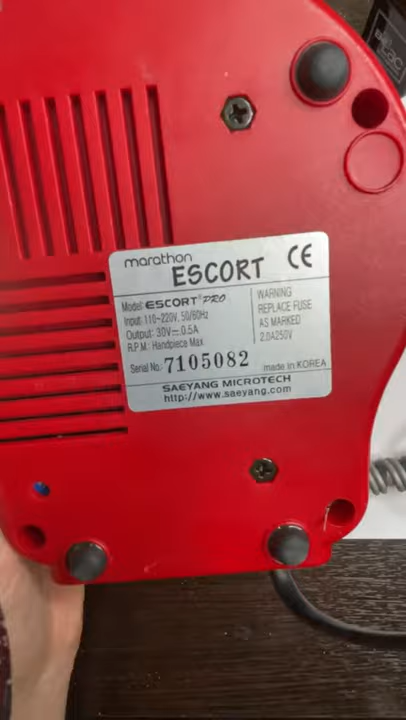 marathon
ESCORT CE
Model: ESCORT II PRO
Input: 110~220V, 50/60Hz
Output: 30V 0.5A
R.P.M.: Handpiece Max
WARNING
REPLACE FUSE
AS MARKED
2.0A250V
Serial No.: 7105082 made in KOREA
SAEYANG MICROTECH
http://www.saeyang.com